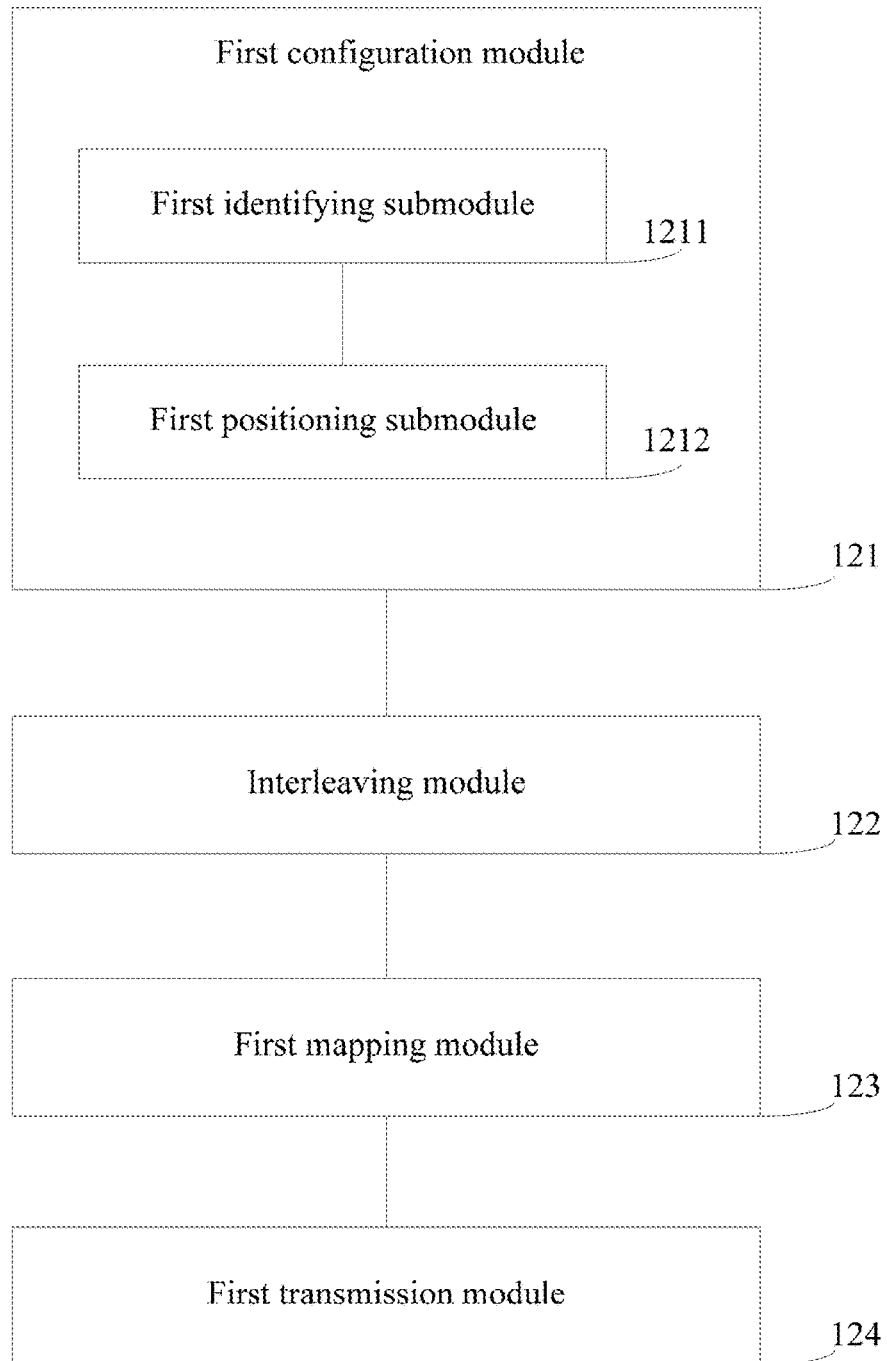 First configuration module
First identifying submodule
1211
First positioning submodule
1212
121
Interleaving module
122
First mapping module
123
First transmission module
124